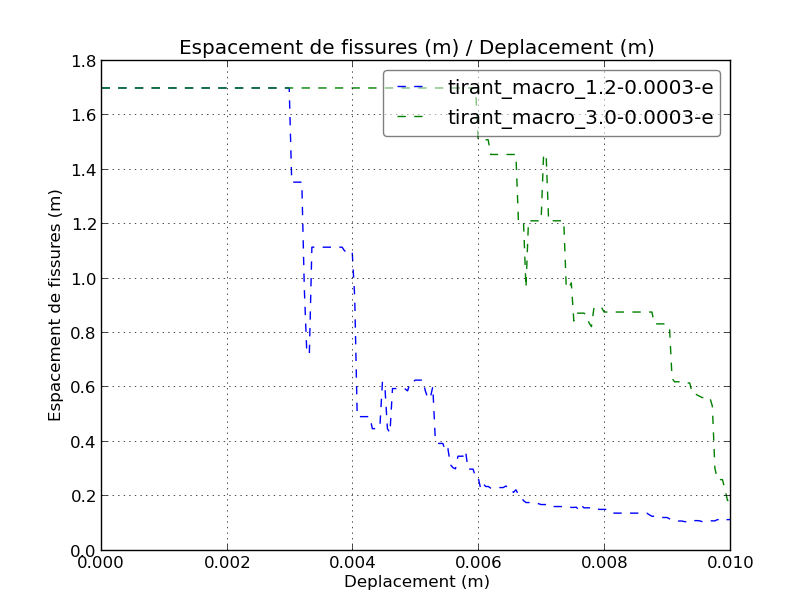 Espacement de fissures (m) / Deplacement (m)
1.8
tirant_macro_1.2-0.0003-e
tirant_macro_3.0-0.0003-e
1.6
1.4
1.2
1.0
0.8
0.6
0.4
0.2
0.0
Espacement de fissures (m)
0.000 0.002 0.004 0.006 0.008 0.010
Deplacement (m)